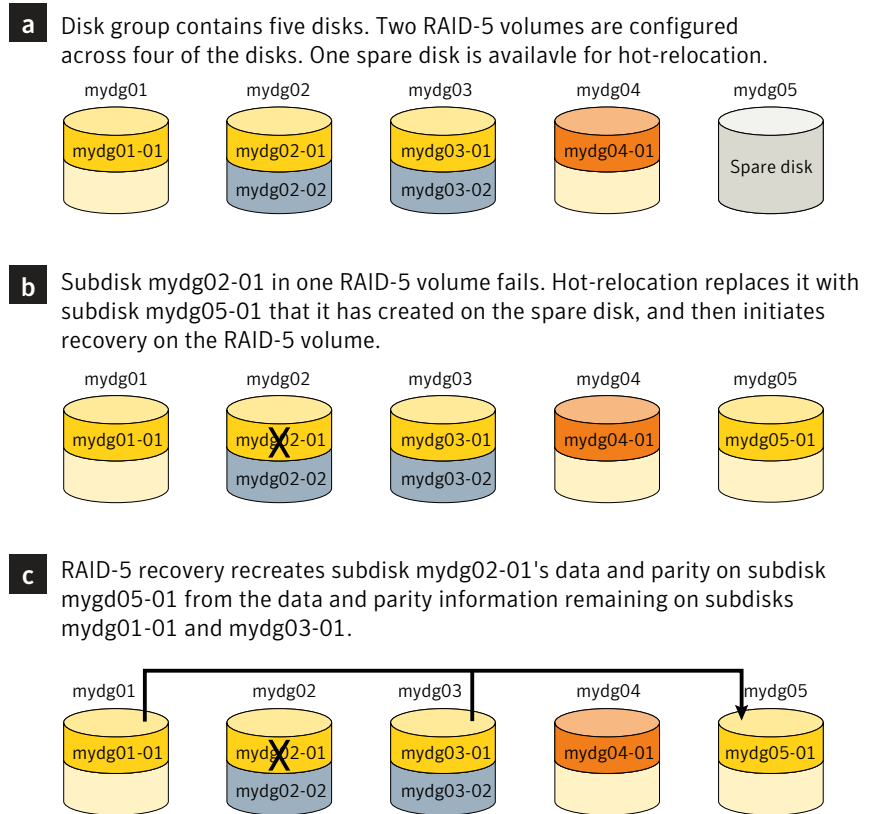 a
Disk group contains five disks. Two RAID-5 volumes are configured
across four of the disks. One spare disk is availavle for hot-relocation.
mydg01 mydg02 mydg03 mydg04 mydg05
mydg01-01 mydg02-01 mydg03-01 mydg04-01
Spare disk
mydg02-02 mydg03-02
b
Subdisk mydg02-01 in one RAID-5 volume fails. Hot-relocation replaces it with
subdisk mydg05-01 that it has created on the spare disk, and then initiates
recovery on the RAID-5 volume.
mydg01 mydg02 mydg03 mydg04 mydg05
mydg01-01 mydg02-01 mydg03-01 mydg04-01 mydg05-01
X
mydg02-02 mydg03-02
c
RAID-5 recovery recreates subdisk mydg02-01's data and parity on subdisk
mygd05-01 from the data and parity information remaining on subdisks
mydg01-01 and mydg03-01.
mydg01 mydg02 mydg03 mydg04 mydg05
mydg01-01 mydg02-01 mydg03-01 mydg04-01 mydg05-01
X
mydg02-02 mydg03-02